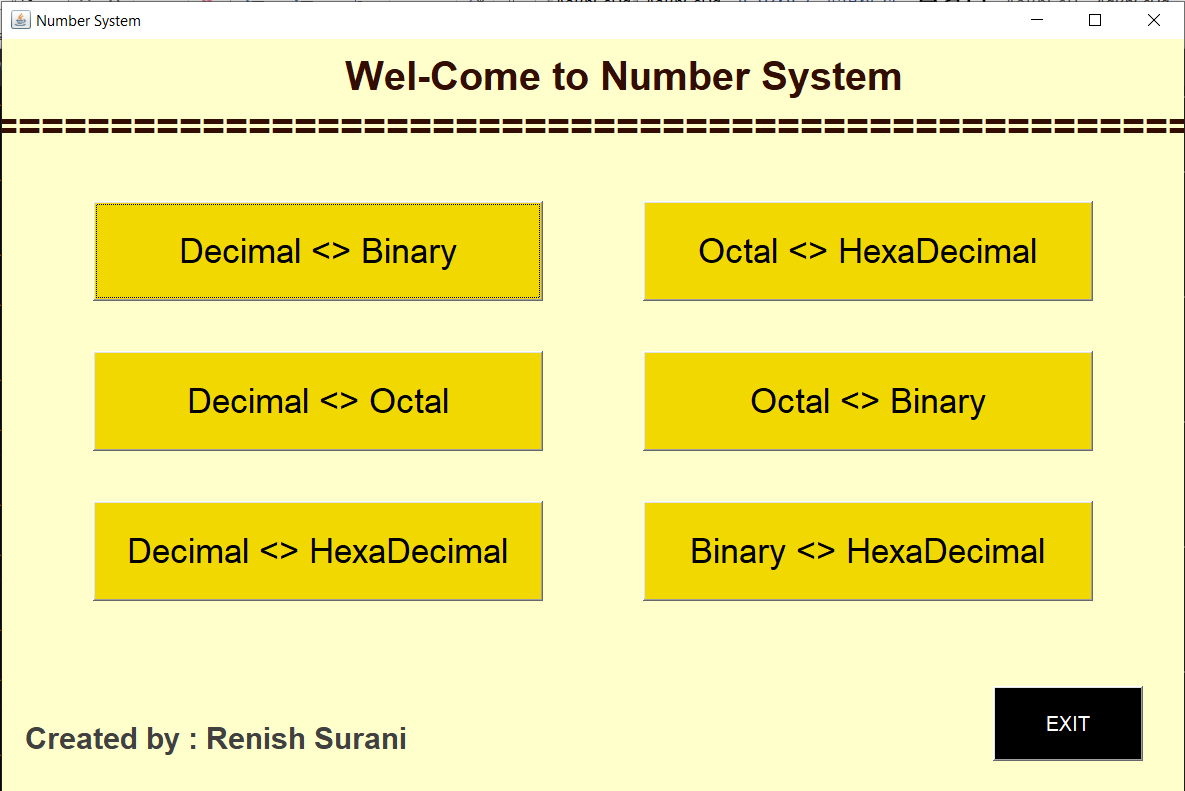 Number System
Wel-Come to Number System
====================================================
Decimal <> Binary
Octal <> HexaDecimal
Decimal <> Octal
Octal <> Binary
Decimal <> HexaDecimal
Binary <> HexaDecimal
EXIT
Created by : Renish Surani